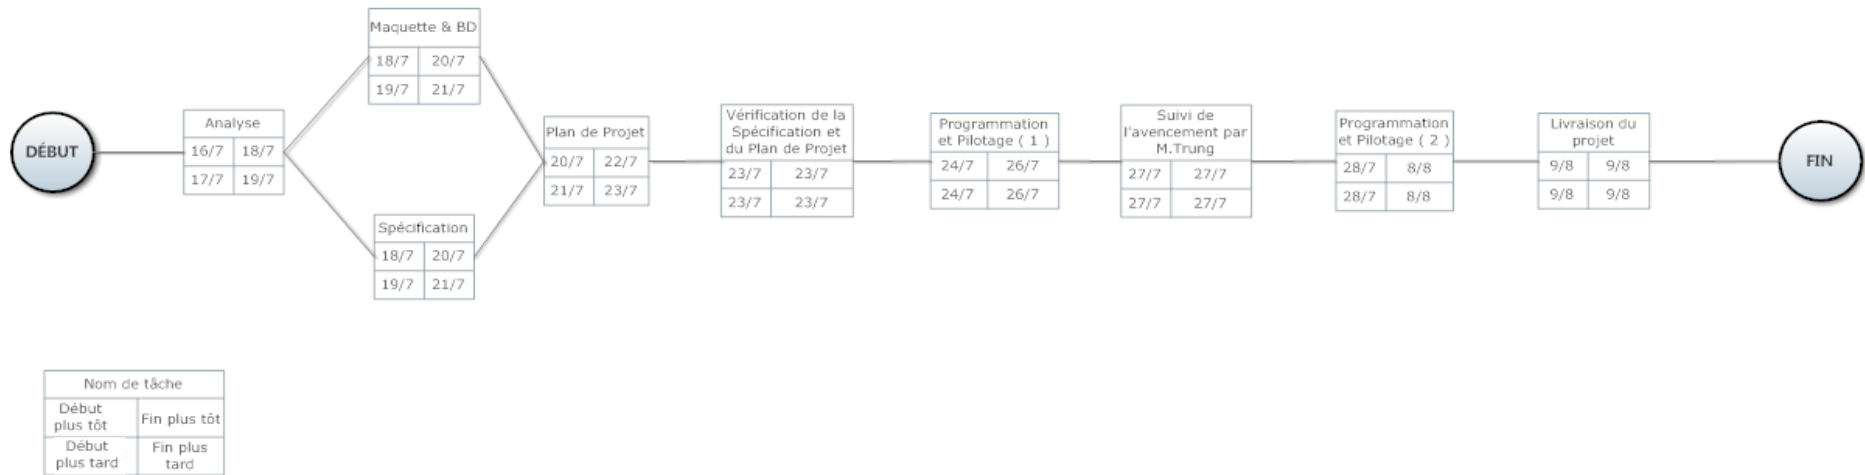 DÉBUT
Analyse
16/7 18/7
17/7 19/7
Maquette & BD
18/7 20/7
19/7 21/7
Spécification
18/7 20/7
19/7 21/7
Plan de Projet
20/7 22/7
21/7 23/7
Vérification de la
Spécification et
du Plan de Projet
23/7 23/7
23/7 23/7
Programmation
et Pilotage ( 1 )
24/7 26/7
24/7 26/7
Suivi de
l'avencement par
M.Trung
27/7 27/7
27/7 27/7
Programmation
et Pilotage ( 2 )
28/7 8/8
28/7 8/8
Livraison du
projet
9/8 9/8
9/8 9/8
FIN
Nom de tâche
Début
plus tôt
Fin plus tôt
Début
plus tard
Fin plus
tard